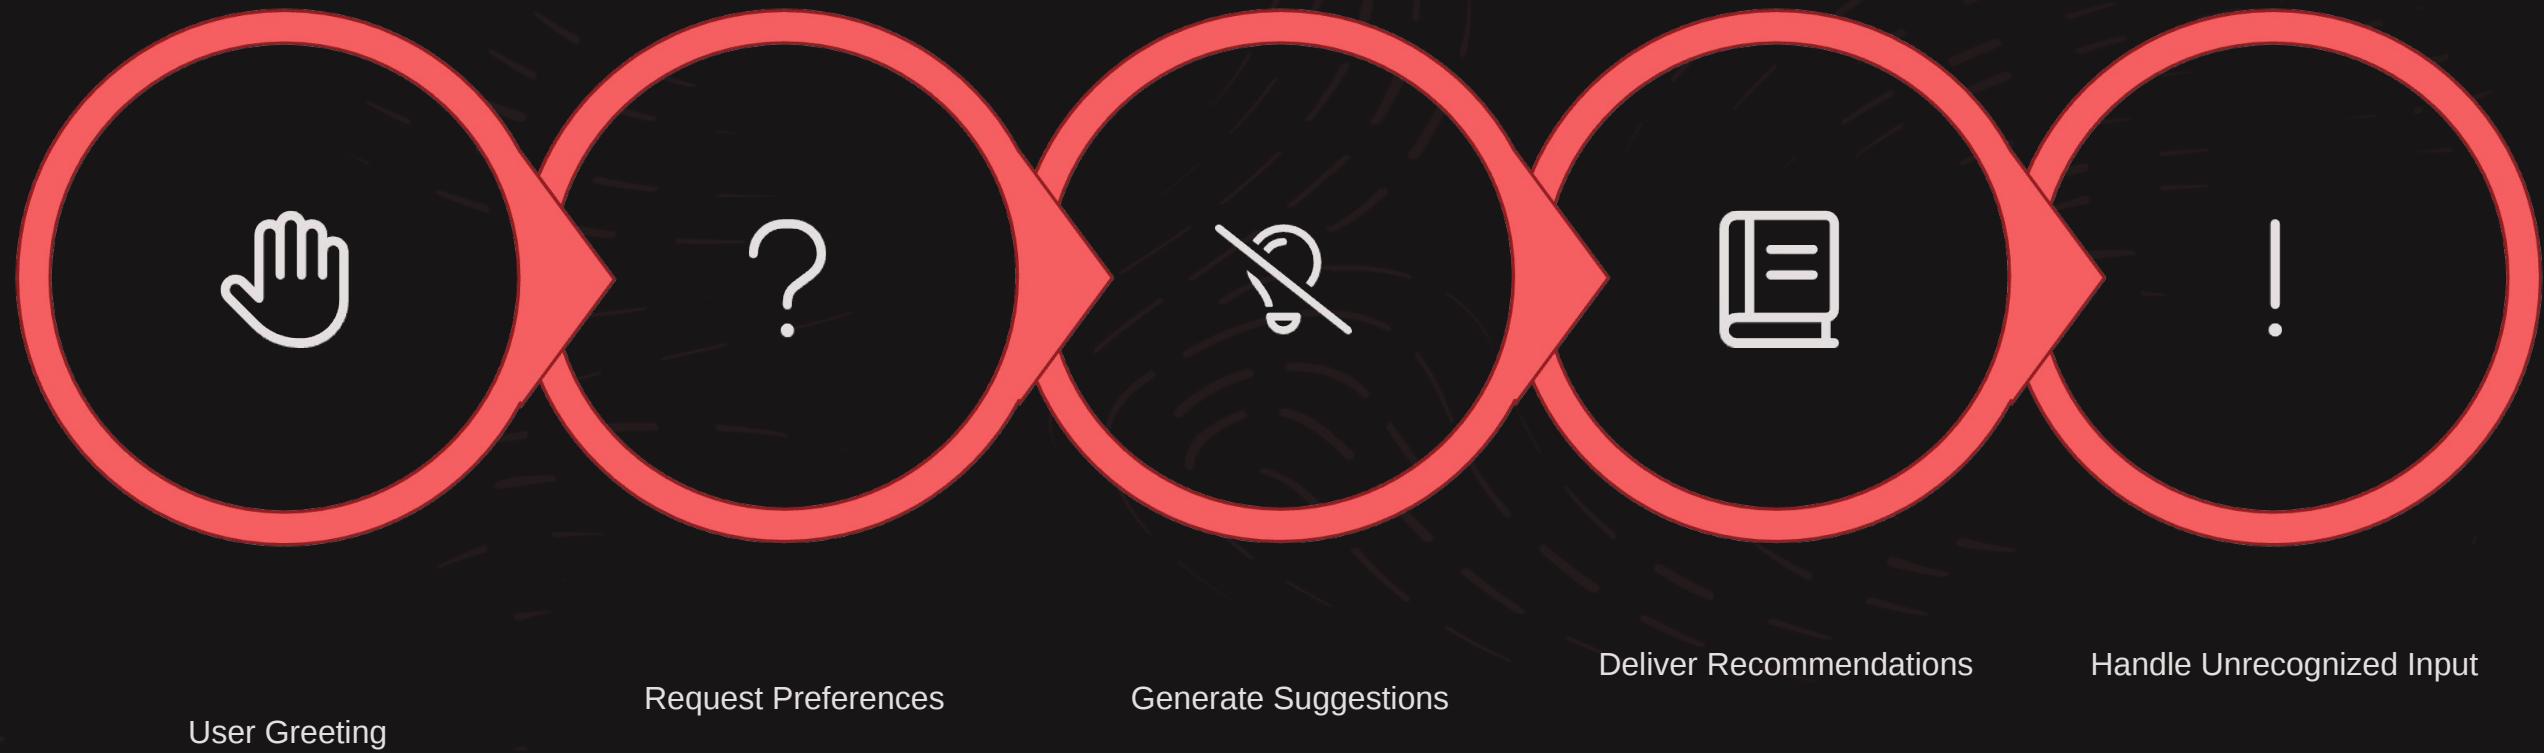 User Greeting
Request Preferences
Generate Suggestions
Deliver Recommendations
Handle Unrecognized Input